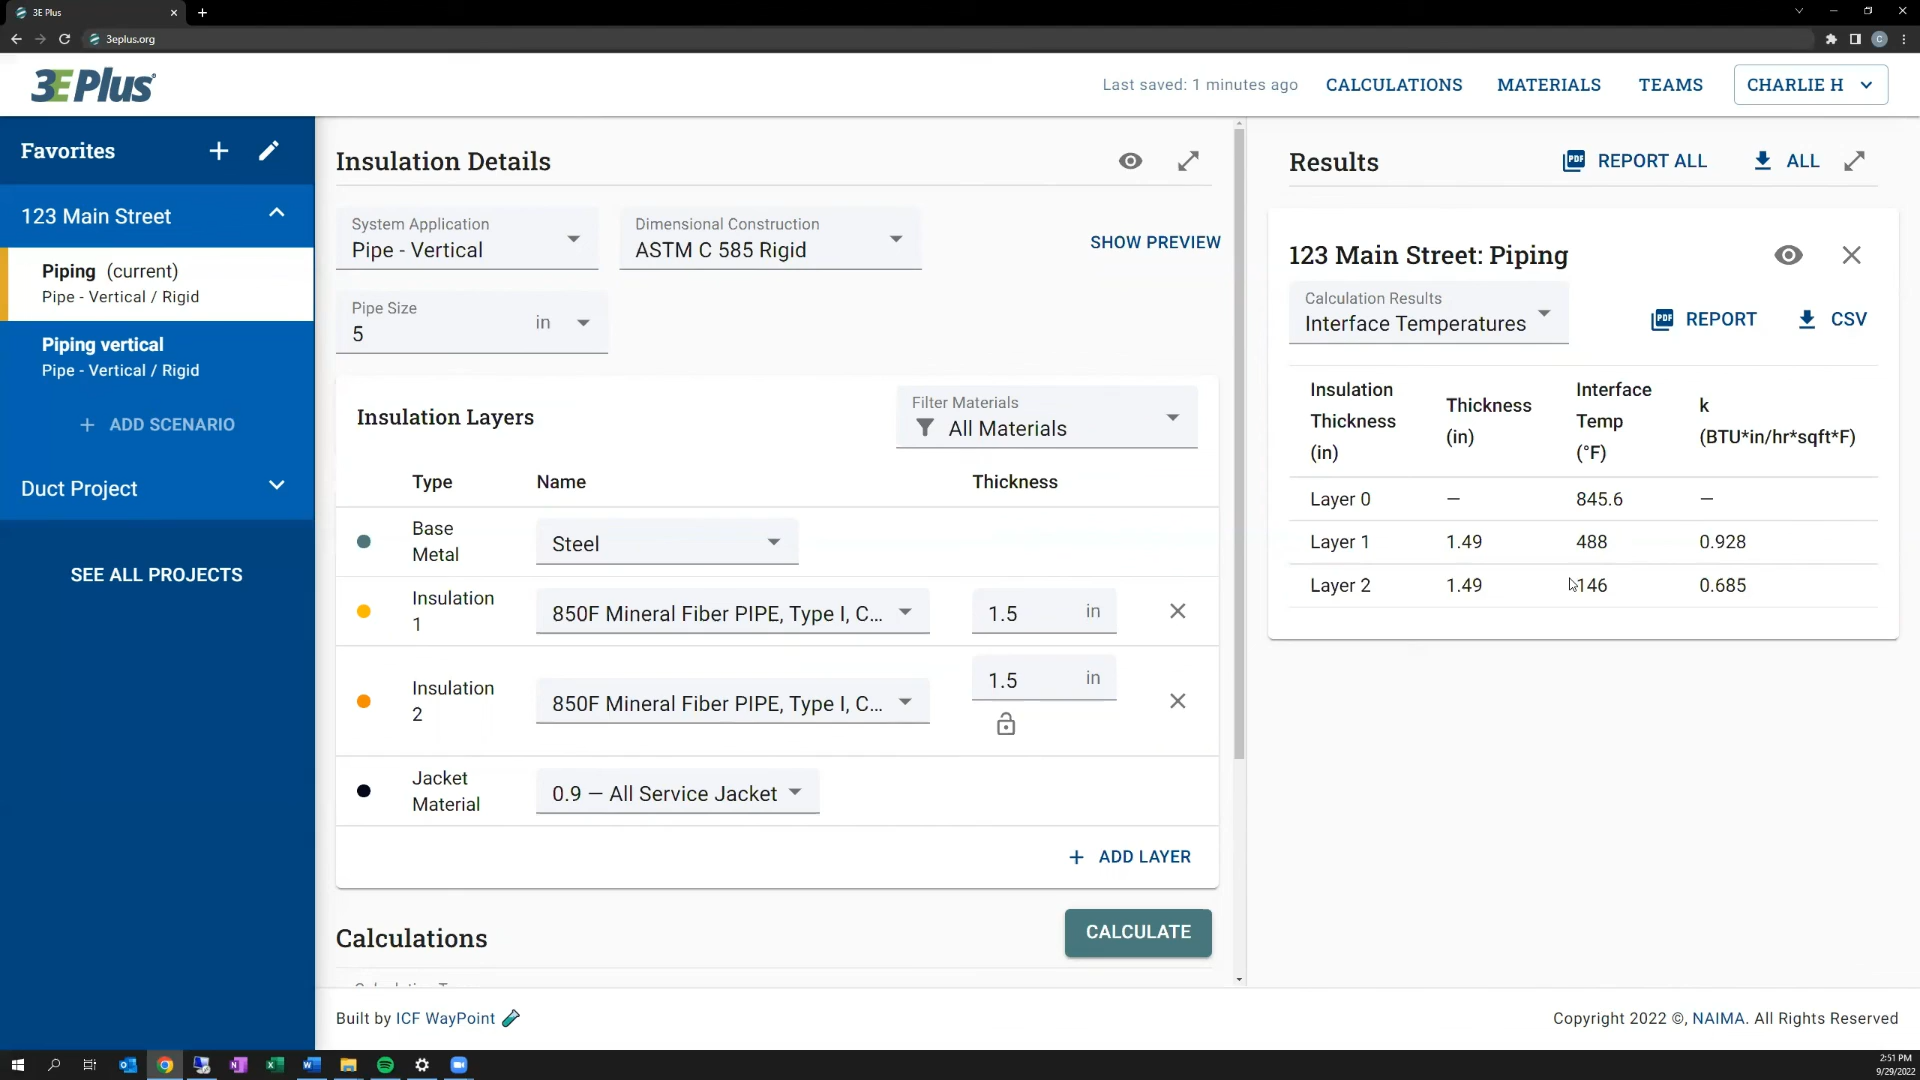 3E Plus
3eplus.org
C
3E Plus
Last saved: 1 minutes ago
CALCULATIONS
MATERIALS
TEAMS
CHARLIE H
Favorites
123 Main Street
Piping (current)
Pipe - Vertical / Rigid
Piping vertical
Pipe - Vertical / Rigid
+ ADD SCENARIO
Duct Project
SEE ALL PROJECTS
Insulation Details
System Application
Pipe - Vertical
Dimensional Construction
ASTM C 585 Rigid
SHOW PREVIEW
Pipe Size
5 in
Insulation Layers
Filter Materials
All Materials
Type Name Thickness
Base
Metal
Steel
Insulation
1
850F Mineral Fiber PIPE, Type I, C...
1.5 in
Insulation
2
850F Mineral Fiber PIPE, Type I, C...
1.5 in
Jacket
Material
0.9 — All Service Jacket
+ ADD LAYER
Calculations
CALCULATE
Results
PDF REPORT ALL
ALL
123 Main Street: Piping
Calculation Results
Interface Temperatures
PDF REPORT
CSV
Insulation
Thickness
(in)
Thickness
(in)
Interface
Temp
(°F)
k
(BTU*in/hr*sqft*F)
Layer 0 — 845.6 —
Layer 1 1.49 488 0.928
Layer 2 1.49 146 0.685
Built by ICF WayPoint
Copyright 2022 ©, NAIMA. All Rights Reserved
2:51 PM
9/29/2022